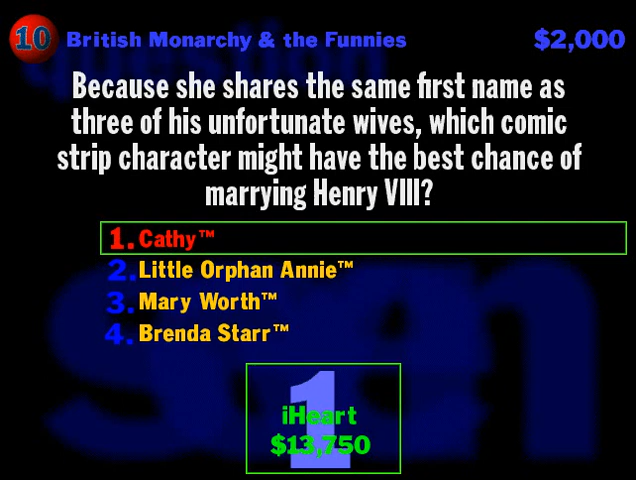 10 British Monarchy & the Funnies $2,000
Because she shares the same first name as
three of his unfortunate wives, which comic
strip character might have the best chance of
marrying Henry VIII?
1. Cathy™
2. Little Orphan Annie™
3. Mary Worth™
4. Brenda Starr™
1
iHeart
$13,750
question
seven